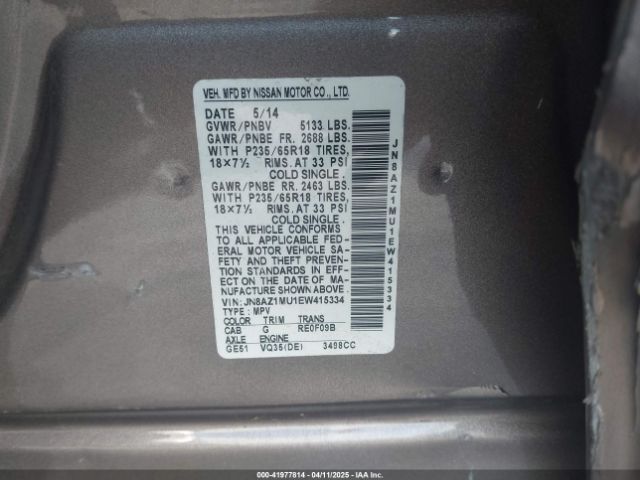 VEH. MFD BY NISSAN MOTOR CO., LTD.
DATE 5/14
GVWR/PNBV 5133 LBS.
GAWR/PNBE FR. 2688 LBS.
WITH P235/65R18 TIRES,
18×7½ RIMS. AT 33 PSI
COLD SINGLE.
GAWR/PNBE RR. 2463 LBS.
WITH P235/65R18 TIRES,
18×7½ RIMS. AT 33 PSI
COLD SINGLE.
THIS VEHICLE CONFORMS
TO ALL APPLICABLE FED-
ERAL MOTOR VEHICLE SA-
FETY AND THEFT PREVEN-
TION STANDARDS IN EFF-
ECT ON THE DATE OF MA-
NUFACTURE SHOWN ABOVE.
VIN: JN8AZ1MU1EW415334
TYPE: MPV
COLOR TRIM TRANS
CAB G RE0F09B
AXLE ENGINE
GE51 VQ35(DE) 3498CC
JN8AZ1MU1EW415334
000-41977814 - 04/11/2025 - IAA Inc.